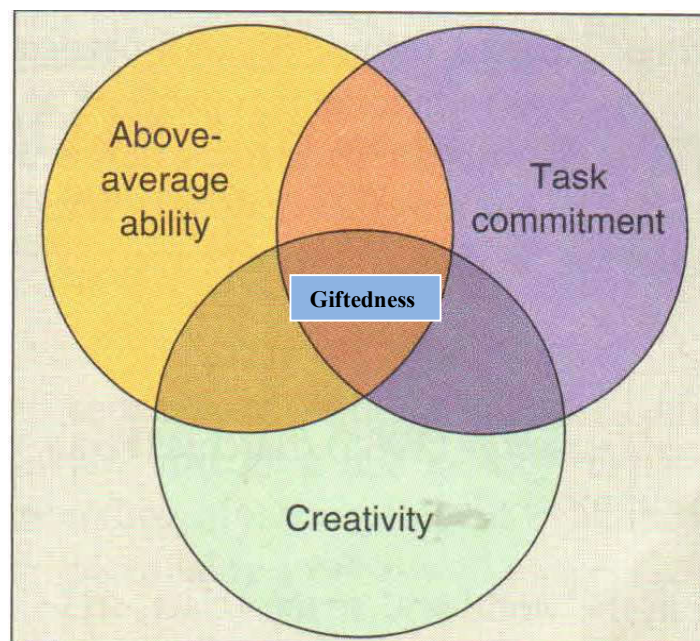 Above-
average
ability
Task
commitment
Giftedness
Creativity